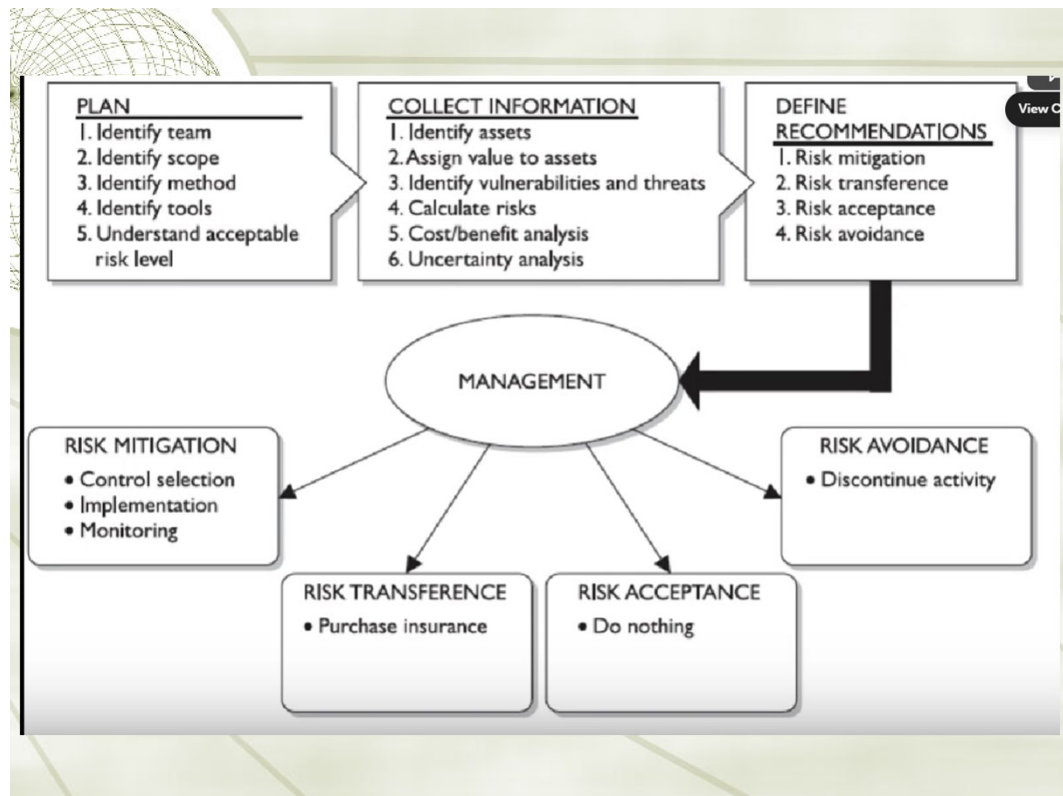 PLAN
1. Identify team
2. Identify scope
3. Identify method
4. Identify tools
5. Understand acceptable
risk level
COLLECT INFORMATION
1. Identify assets
2. Assign value to assets
3. Identify vulnerabilities and threats
4. Calculate risks
5. Cost/benefit analysis
6. Uncertainty analysis
DEFINE
RECOMMENDATIONS
1. Risk mitigation
2. Risk transference
3. Risk acceptance
4. Risk avoidance
View
MANAGEMENT
RISK MITIGATION
• Control selection
• Implementation
• Monitoring
RISK TRANSFERENCE
• Purchase insurance
RISK ACCEPTANCE
• Do nothing
RISK AVOIDANCE
• Discontinue activity